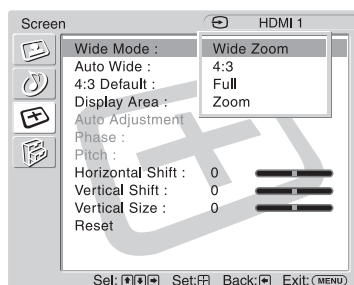 Screen HDMI 1
Wide Mode : Wide Zoom
Auto Wide : 4:3
4:3 Default : Full
Display Area : Zoom
Auto Adjustment
Phase :
Pitch :
Horizontal Shift : 0
Vertical Shift : 0
Vertical Size : 0
Reset
Sel: Set: Back: Exit: MENU